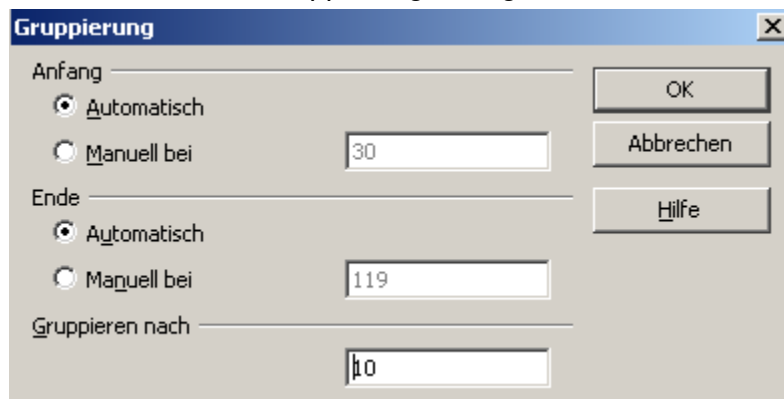 Gruppierung
Anfang
Automatisch
Manuell bei 30
Ende
Automatisch
Manuell bei 119
Gruppieren nach
10
OK
Abbrechen
Hilfe